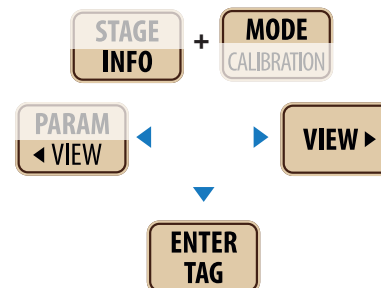 STAGE
INFO
+
MODE
CALIBRATION
PARAM
◀ VIEW
VIEW ▶
ENTER
TAG